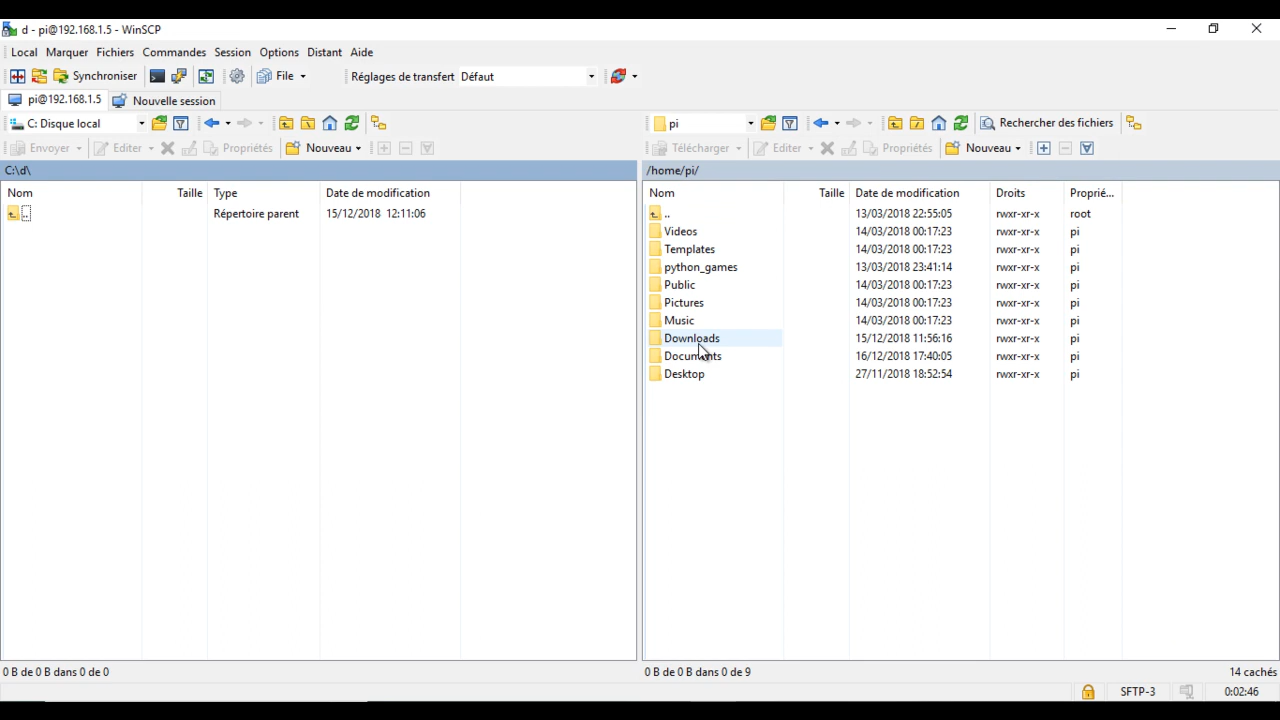 d - pi@192.168.1.5 - WinSCP
Local Marquer Fichiers Commandes Session Options Distant Aide
Synchroniser File Réglages de transfert Défaut
pi@192.168.1.5 Nouvelle session
C: Disque local pi Rechercher des fichiers
Envoyer Editer Propriétés Nouveau Télécharger Editer Propriétés Nouveau
C:\d\ /home/pi/
Nom Taille Type Date de modification Nom Taille Date de modification Droits Proprié...
.. Répertoire parent 15/12/2018 12:11:06 .. 13/03/2018 22:55:05 rwxr-xr-x root
Videos 14/03/2018 00:17:23 rwxr-xr-x pi
Templates 14/03/2018 00:17:23 rwxr-xr-x pi
python_games 13/03/2018 23:41:14 rwxr-xr-x pi
Public 14/03/2018 00:17:23 rwxr-xr-x pi
Pictures 14/03/2018 00:17:23 rwxr-xr-x pi
Music 14/03/2018 00:17:23 rwxr-xr-x pi
Downloads 15/12/2018 11:56:16 rwxr-xr-x pi
Documents 16/12/2018 17:40:05 rwxr-xr-x pi
Desktop 27/11/2018 18:52:54 rwxr-xr-x pi
0 B de 0 B dans 0 de 0 0 B de 0 B dans 0 de 9 14 cachés
SFTP-3 0:02:46